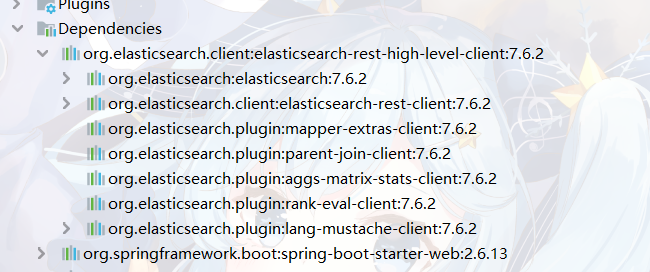 Plugins
Dependencies
org.elasticsearch.client:elasticsearch-rest-high-level-client:7.6.2
org.elasticsearch:elasticsearch:7.6.2
org.elasticsearch.client:elasticsearch-rest-client:7.6.2
org.elasticsearch.plugin:mapper-extras-client:7.6.2
org.elasticsearch.plugin:parent-join-client:7.6.2
org.elasticsearch.plugin:aggs-matrix-stats-client:7.6.2
org.elasticsearch.plugin:rank-eval-client:7.6.2
org.elasticsearch.plugin:lang-mustache-client:7.6.2
org.springframework.boot:spring-boot-starter-web:2.6.13